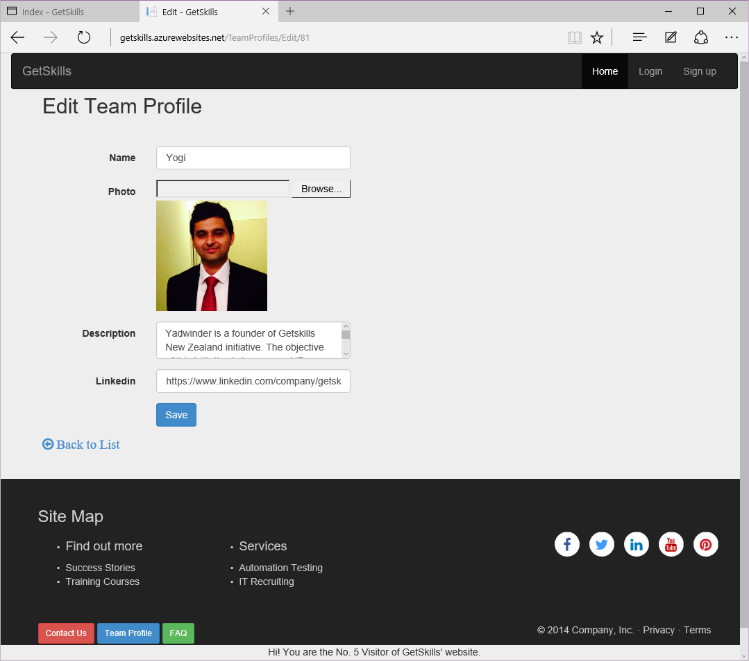 Index - GetSkills
Edit - GetSkills
getskills.azurewebsites.net/TeamProfiles/Edit/81
GetSkills
Home
Login
Sign up
Edit Team Profile
Name
Yogi
Photo
Browse...
Description
Yadwinder is a founder of Getskills
New Zealand initiative. The objective
Linkedin
https://www.linkedin.com/company/getsk
Save
Back to List
Site Map
• Find out more
• Success Stories
• Training Courses
• Services
• Automation Testing
• IT Recruiting
You Tube
Contact Us
Team Profile
FAQ
© 2014 Company, Inc. · Privacy · Terms
Hi! You are the No. 5 Visitor of GetSkills' website.